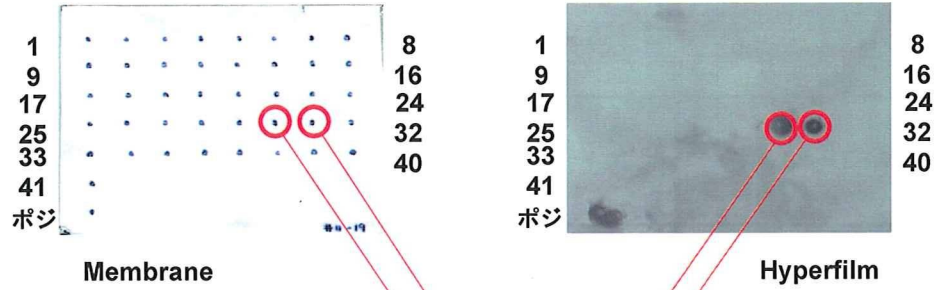 1 8 1 8
9 16 9 16
17 24 17 24
25 32 25 32
33 40 33 40
41 41
ポジ ポジ
Membrane Hyperfilm